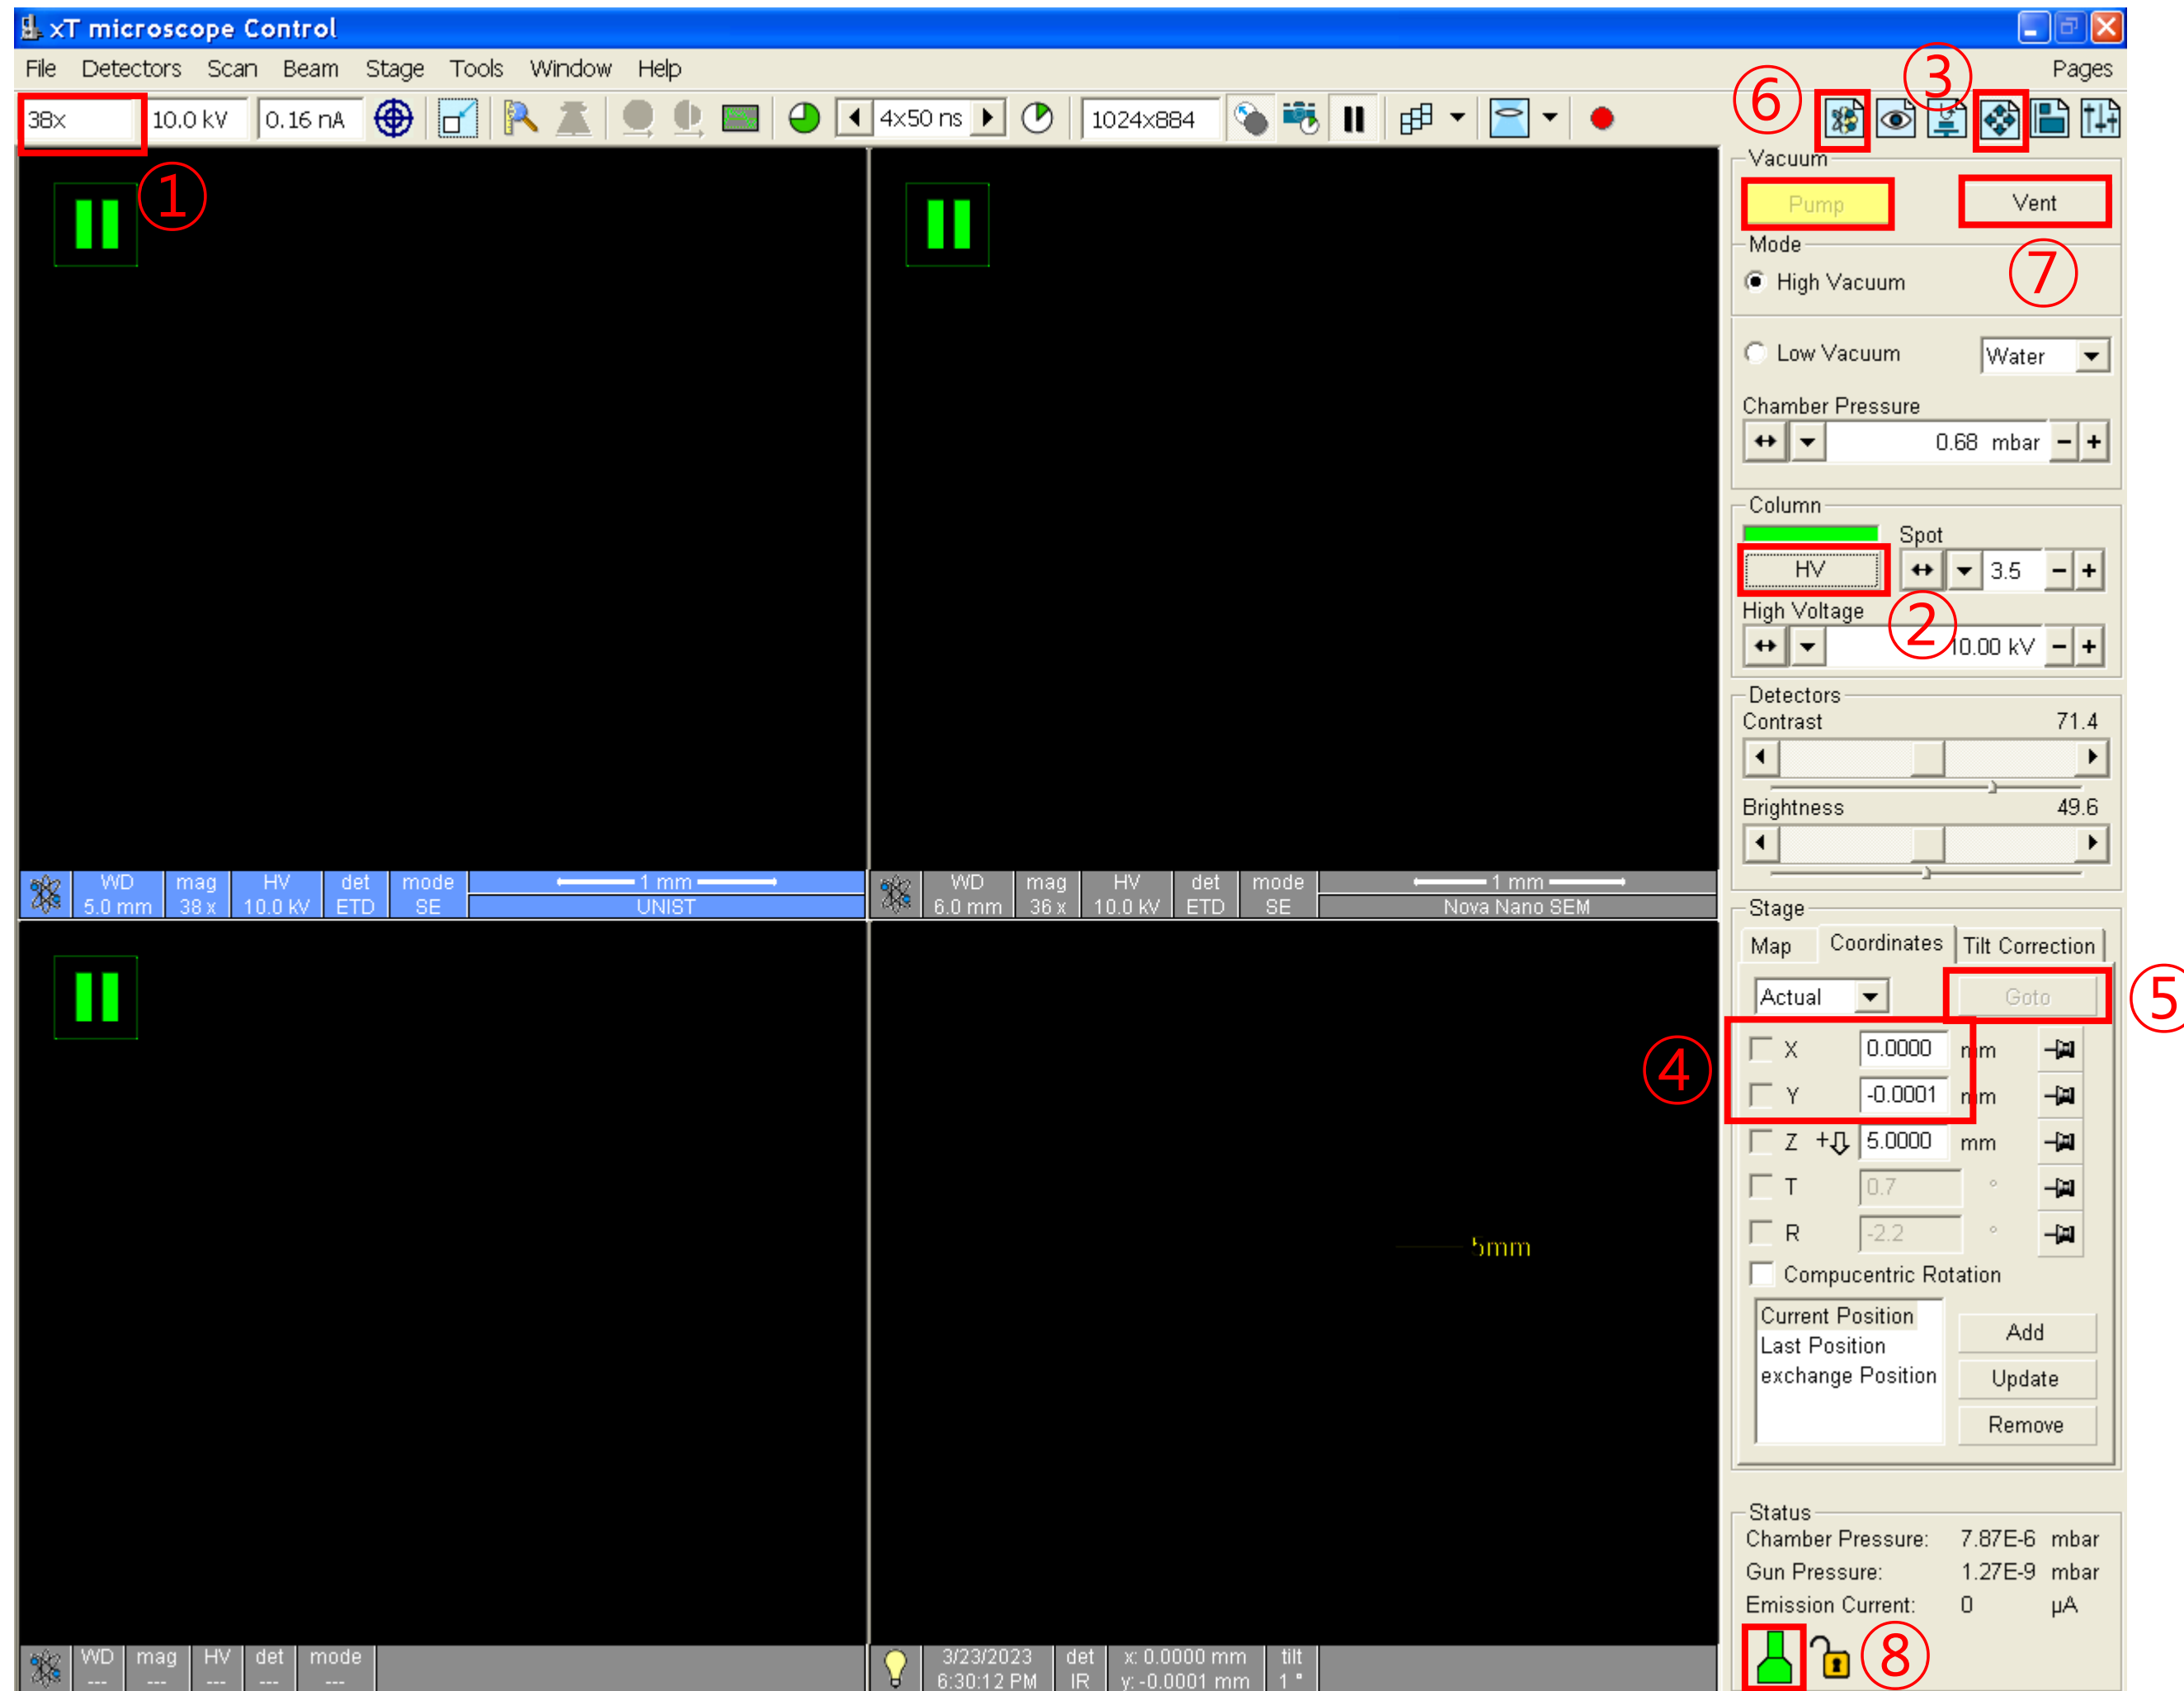 xT microscope Control
File Detectors Scan Beam Stage Tools Window Help Pages
38x 10.0 kV 0.16 nA 4x50 ns 1024x884
⑥ ③
①
Vacuum
Pump Vent
⑦
Mode
High Vacuum
Low Vacuum Water
Chamber Pressure
0.68 mbar
Column
Spot
HV 3.5
②
High Voltage
10.00 kV
Detectors
Contrast 71.4
Brightness 49.6
WD mag HV det mode 1 mm
5.0 mm 38 x 10.0 kV ETD SE UNIST
WD mag HV det mode 1 mm
6.0 mm 36 x 10.0 kV ETD SE Nova Nano SEM
Stage
Map Coordinates Tilt Correction
Actual Goto
⑤
④
X 0.0000 mm
Y -0.0001 mm
Z + 5.0000 mm
T 0.7 °
R -2.2 °
5mm
Compucentric Rotation
Current Position
Last Position
exchange Position
Add
Update
Remove
Status
Chamber Pressure: 7.87E-6 mbar
Gun Pressure: 1.27E-9 mbar
Emission Current: 0 µA
⑧
WD mag HV det mode
--- --- --- --- ---
3/23/2023 det x: 0.0000 mm tilt
6:30:12 PM IR y: -0.0001 mm 1 °